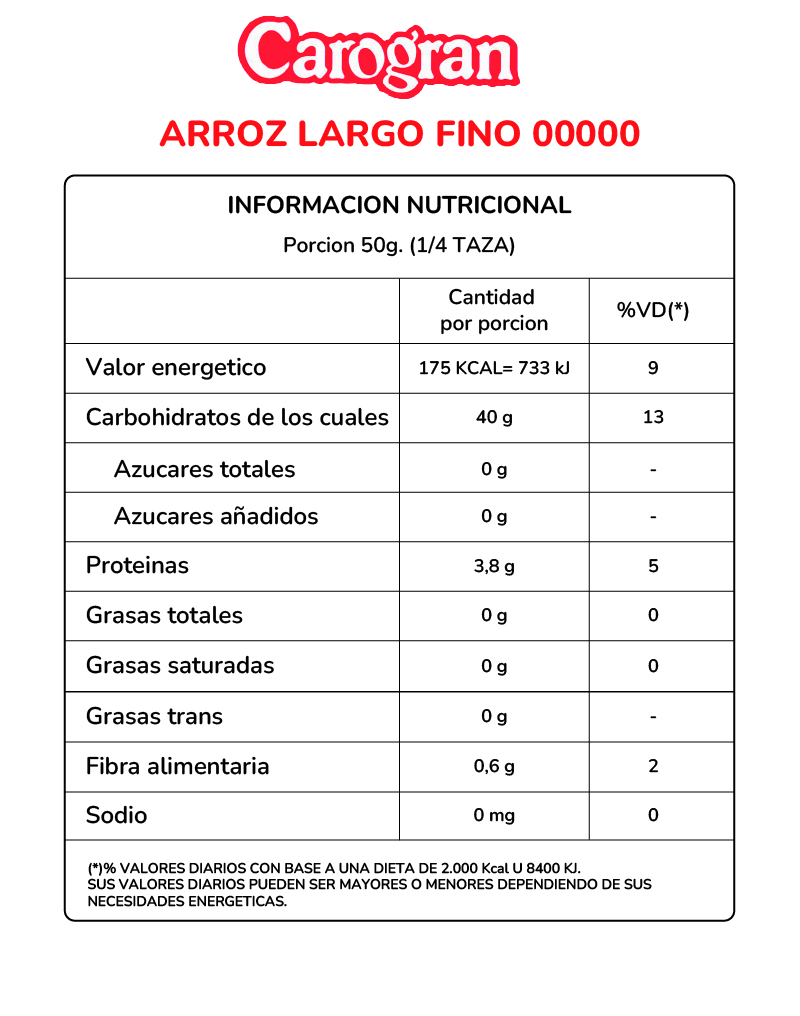 Carogran
ARROZ LARGO FINO 00000
INFORMACION NUTRICIONAL
Porcion 50g. (1/4 TAZA)
Cantidad
por porcion
%VD(*)
Valor energetico 175 KCAL= 733 kJ 9
Carbohidratos de los cuales 40 g 13
Azucares totales 0 g -
Azucares añadidos 0 g -
Proteinas 3,8 g 5
Grasas totales 0 g 0
Grasas saturadas 0 g 0
Grasas trans 0 g -
Fibra alimentaria 0,6 g 2
Sodio 0 mg 0
(*)% VALORES DIARIOS CON BASE A UNA DIETA DE 2.000 Kcal U 8400 KJ.
SUS VALORES DIARIOS PUEDEN SER MAYORES O MENORES DEPENDIENDO DE SUS
NECESIDADES ENERGETICAS.